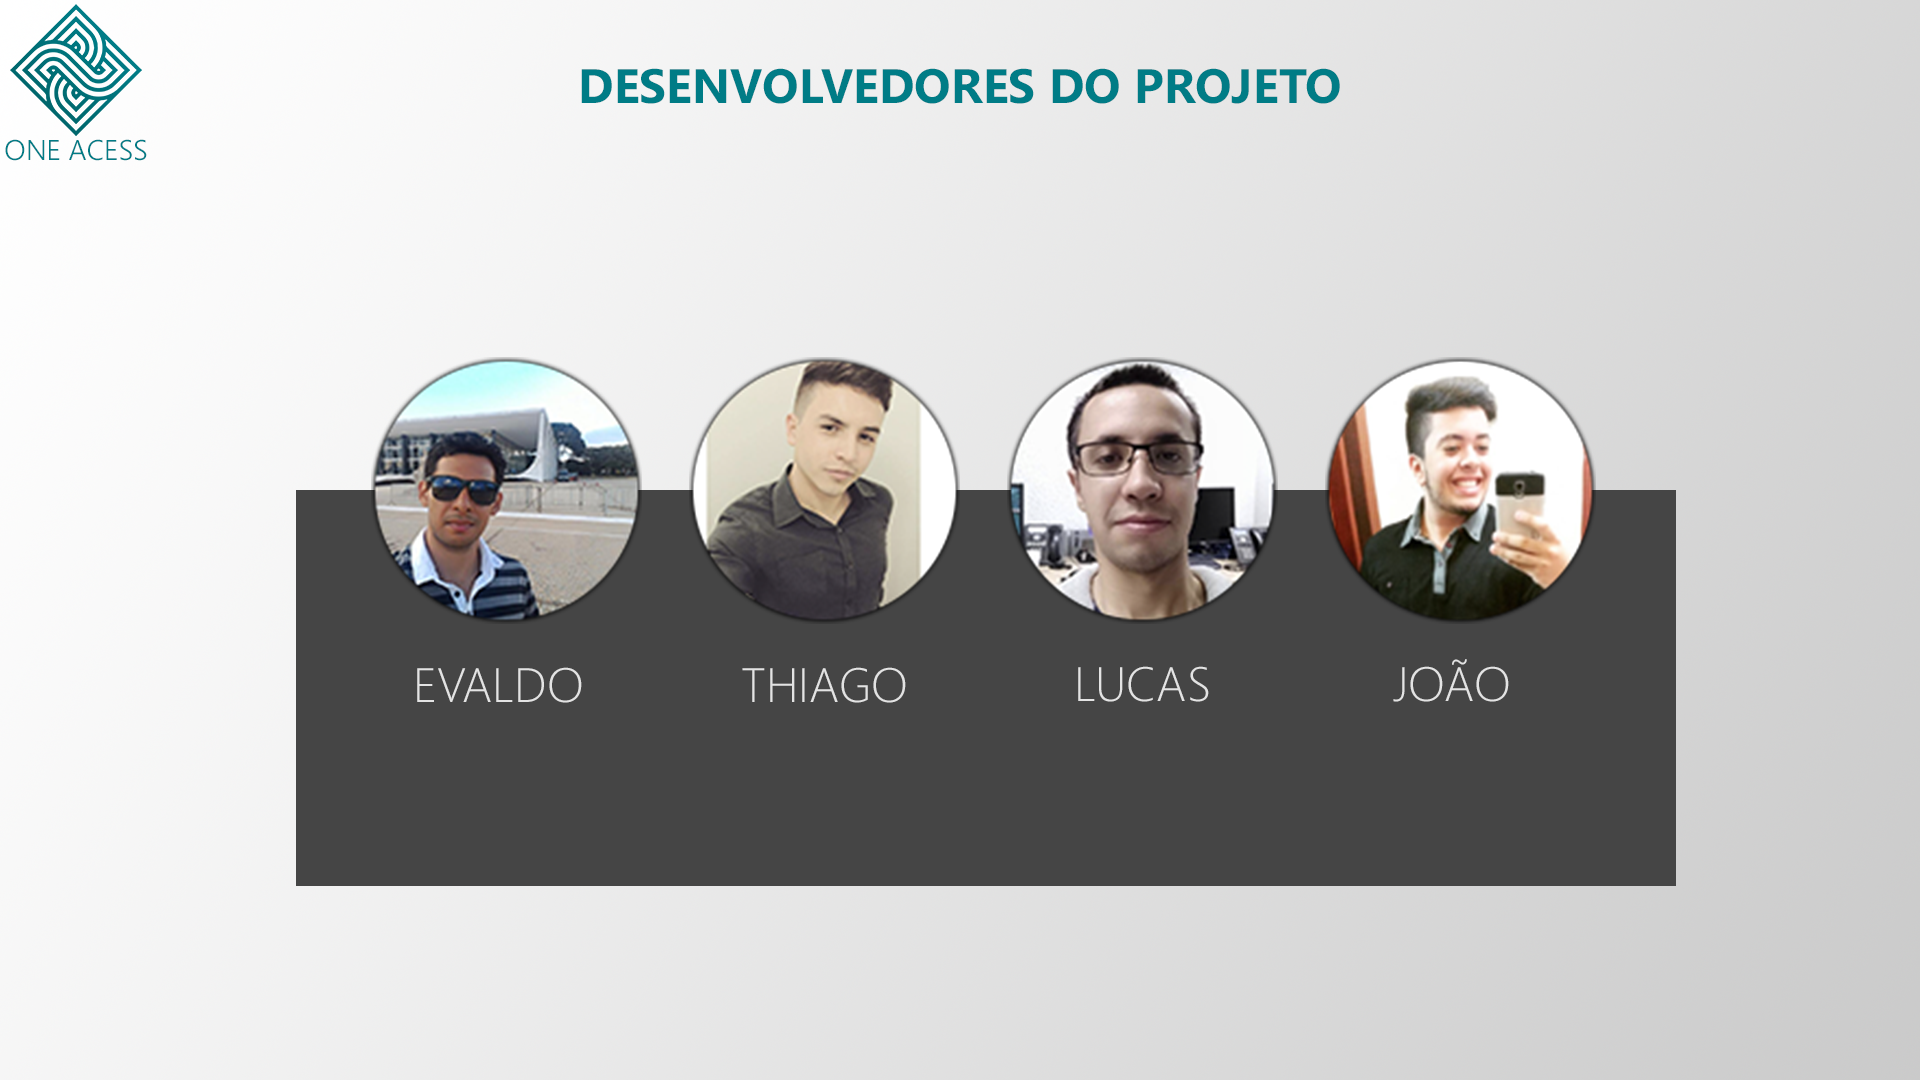 ONE ACESS
DESENVOLVEDORES DO PROJETO
EVALDO
THIAGO
LUCAS
JOÃO